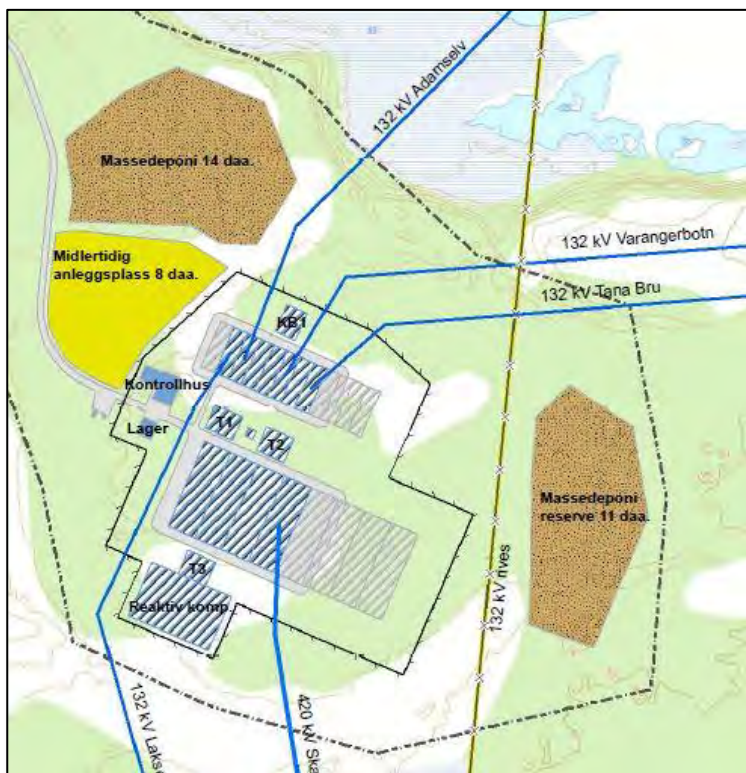 132 kV Adamselv
Massedeponi 14 daa.
132 kV Varangerbotn
Midlertidig
anleggsplass 8 daa.
132 kV Tana Bru
KB1
Kontrollhus
T1
Lager
T2
Massedeponi
reserve 11 daa.
T3
132 kV rives
Reaktiv komp.
132 kV Lakse
420 kV Ska